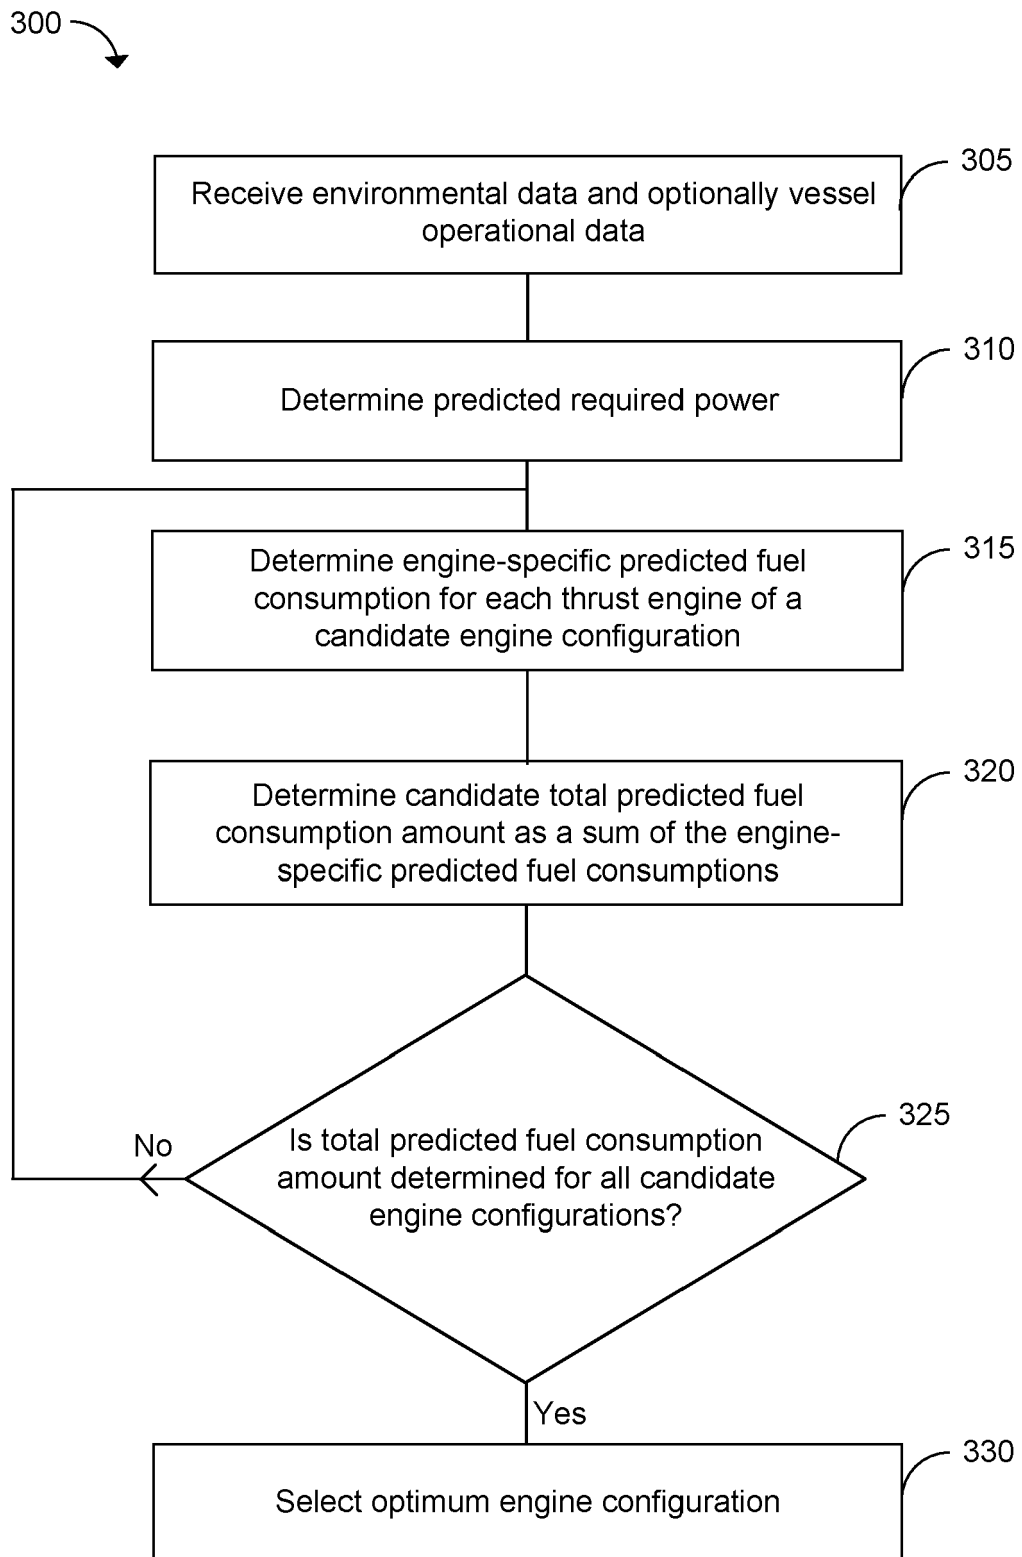 300
305
Receive environmental data and optionally vessel
operational data
310
Determine predicted required power
315
Determine engine-specific predicted fuel
consumption for each thrust engine of a
candidate engine configuration
320
Determine candidate total predicted fuel
consumption amount as a sum of the engine-
specific predicted fuel consumptions
325
No
Is total predicted fuel consumption
amount determined for all candidate
engine configurations?
Yes
330
Select optimum engine configuration